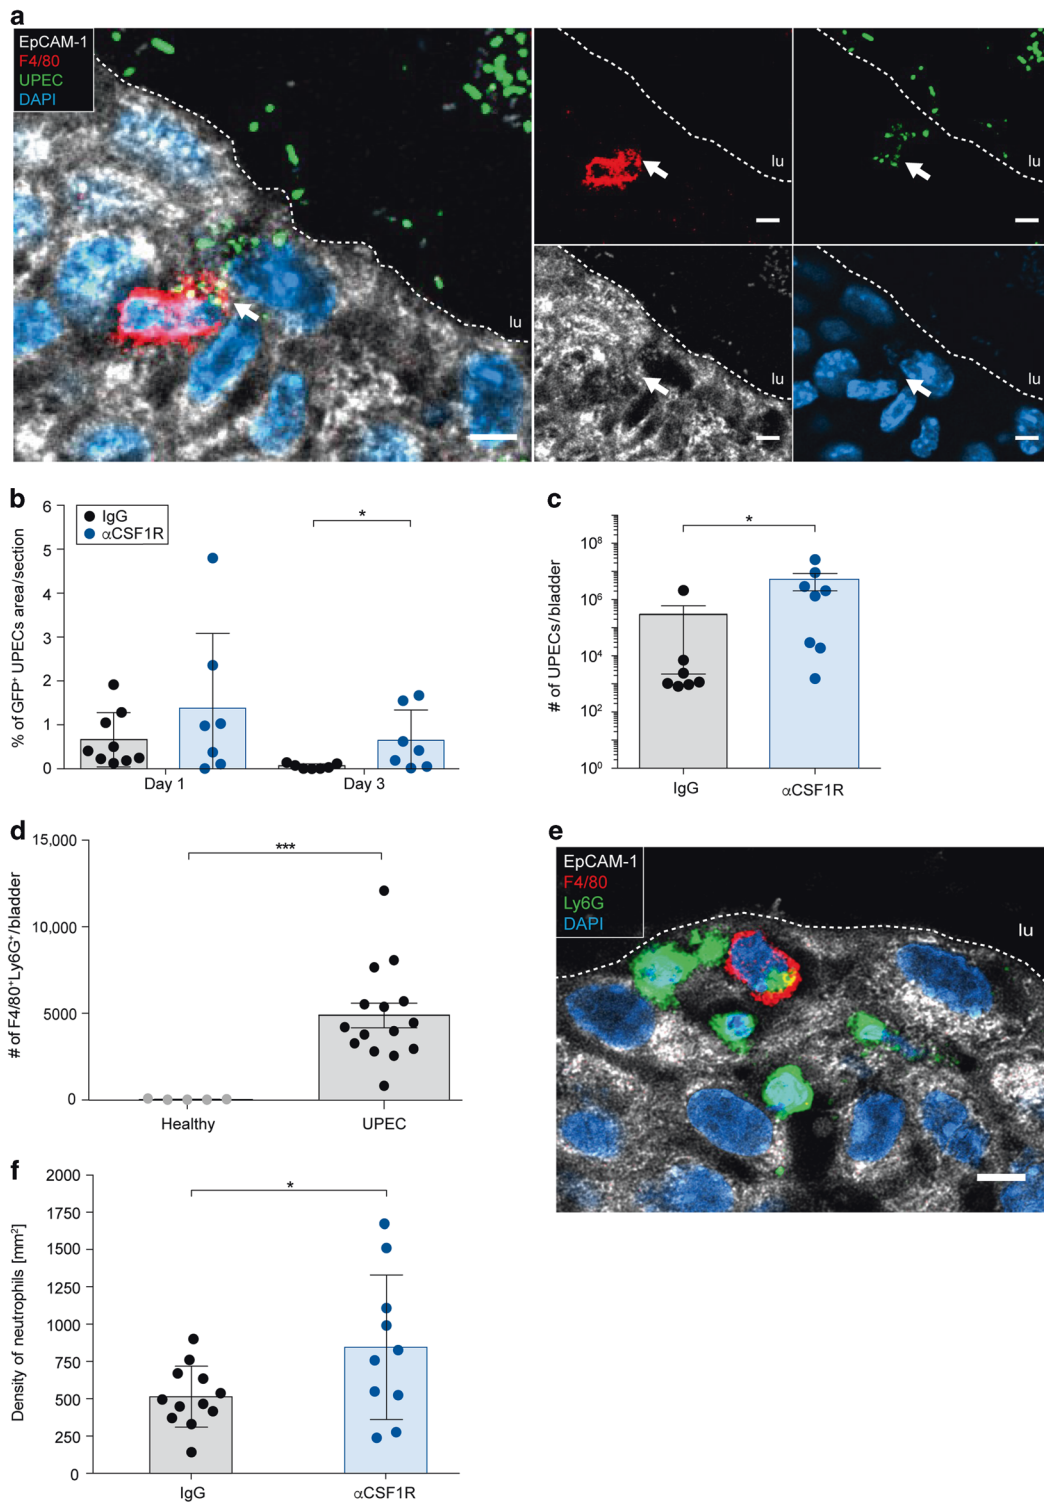 a
EpCAM-1
F4/80
UPEC
DAPI
lu
lu
lu
lu
lu
b
IgG
αCSF1R
*
% of GFP⁺ UPECs area/section
6
5
4
3
2
1
0
Day 1
Day 3
c
*
# of UPECs/bladder
10⁸
10⁶
10⁴
10²
10⁰
IgG
αCSF1R
d
***
# of F4/80⁺Ly6G⁺/bladder
15,000
10,000
5000
0
Healthy
UPEC
e
EpCAM-1
F4/80
Ly6G
DAPI
lu
f
*
Density of neutrophils [mm²]
2000
1750
1500
1250
1000
750
500
250
0
IgG
αCSF1R